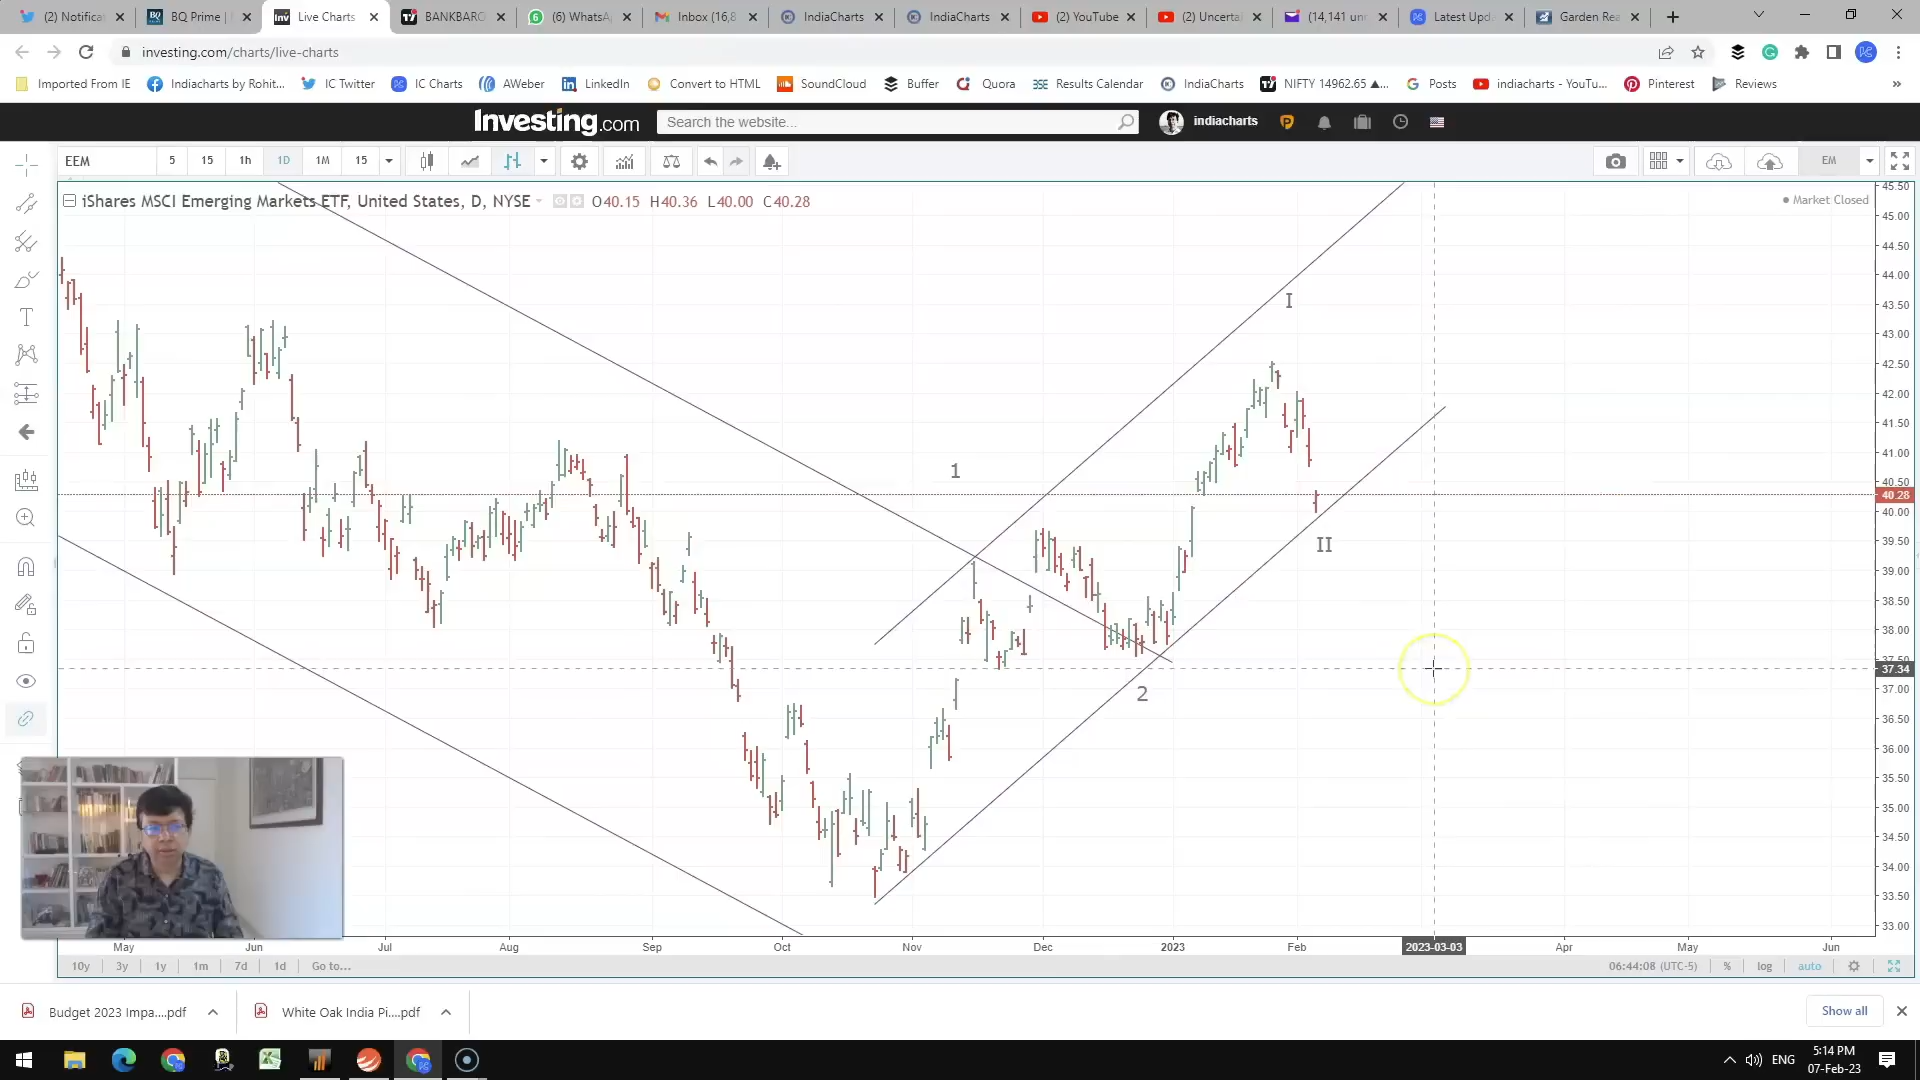 (2) Notificat
BQ Prime |
Live Charts
BANKBARO
(6) WhatsA
Inbox (16,8
IndiaCharts
IndiaCharts
(2) YouTube
(2) Uncertai
(14,141 unr
Latest Upd
Garden Rea
investing.com/charts/live-charts
Imported From IE
Indiacharts by Rohit...
IC Twitter
IC Charts
AWeber
LinkedIn
Convert to HTML
SoundCloud
Buffer
Quora
Results Calendar
IndiaCharts
NIFTY 14962.65 ▲...
Posts
indiacharts - YouTu...
Pinterest
Reviews
Investing.com
Search the website...
indiacharts
EEM
5
15
1h
1D
1M
15
EM
iShares MSCI Emerging Markets ETF, United States, D, NYSE
O40.15 H40.36 L40.00 C40.28
Market Closed
45.50
45.00
44.50
44.00
43.50
43.00
42.50
42.00
41.50
41.00
40.50
40.28
40.00
39.50
39.00
38.50
38.00
37.50
37.34
37.00
36.50
36.00
35.50
35.00
34.50
34.00
33.50
33.00
I
1
II
2
May
Jun
Jul
Aug
Sep
Oct
Nov
Dec
2023
Feb
2023-03-03
Apr
May
Jun
10y
3y
1y
1m
7d
1d
Go to...
06:44:08 (UTC-5)
%
log
auto
Budget 2023 Impa....pdf
White Oak India Pi....pdf
Show all
ENG
5:14 PM
07-Feb-23